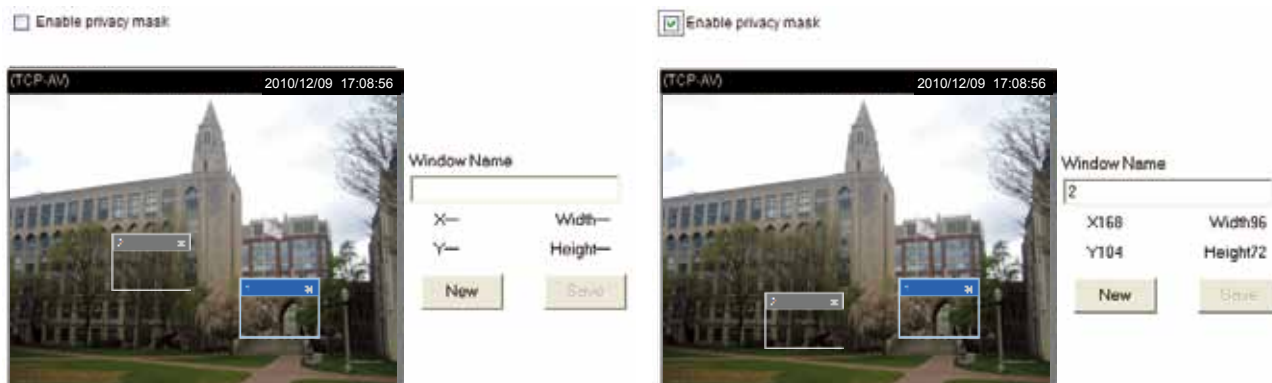 Enable privacy mask
(TCP-AV) 2010/12/09 17:08:56
Window Name
X— Width—
Y— Height—
New Save
Enable privacy mask
(TCP-AV) 2010/12/09 17:08:56
Window Name
2
X168 Width96
Y104 Height72
New Save